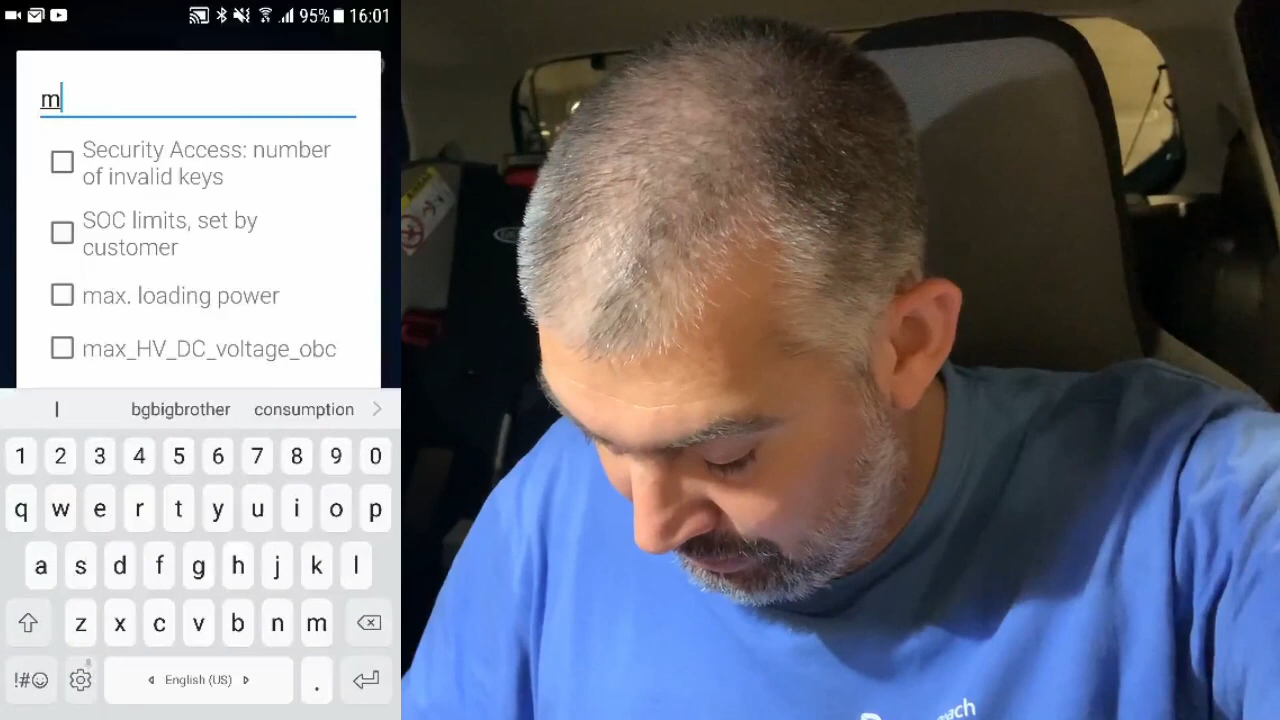 95% 16:01
m
Security Access: number
of invalid keys
SOC limits, set by
customer
max. loading power
max_HV_DC_voltage_obc
bgbigbrother consumption
1 2 3 4 5 6 7 8 9 0
q w e r t y u i o p
a s d f g h j k l
z x c v b n m
!#☺ English (US) .